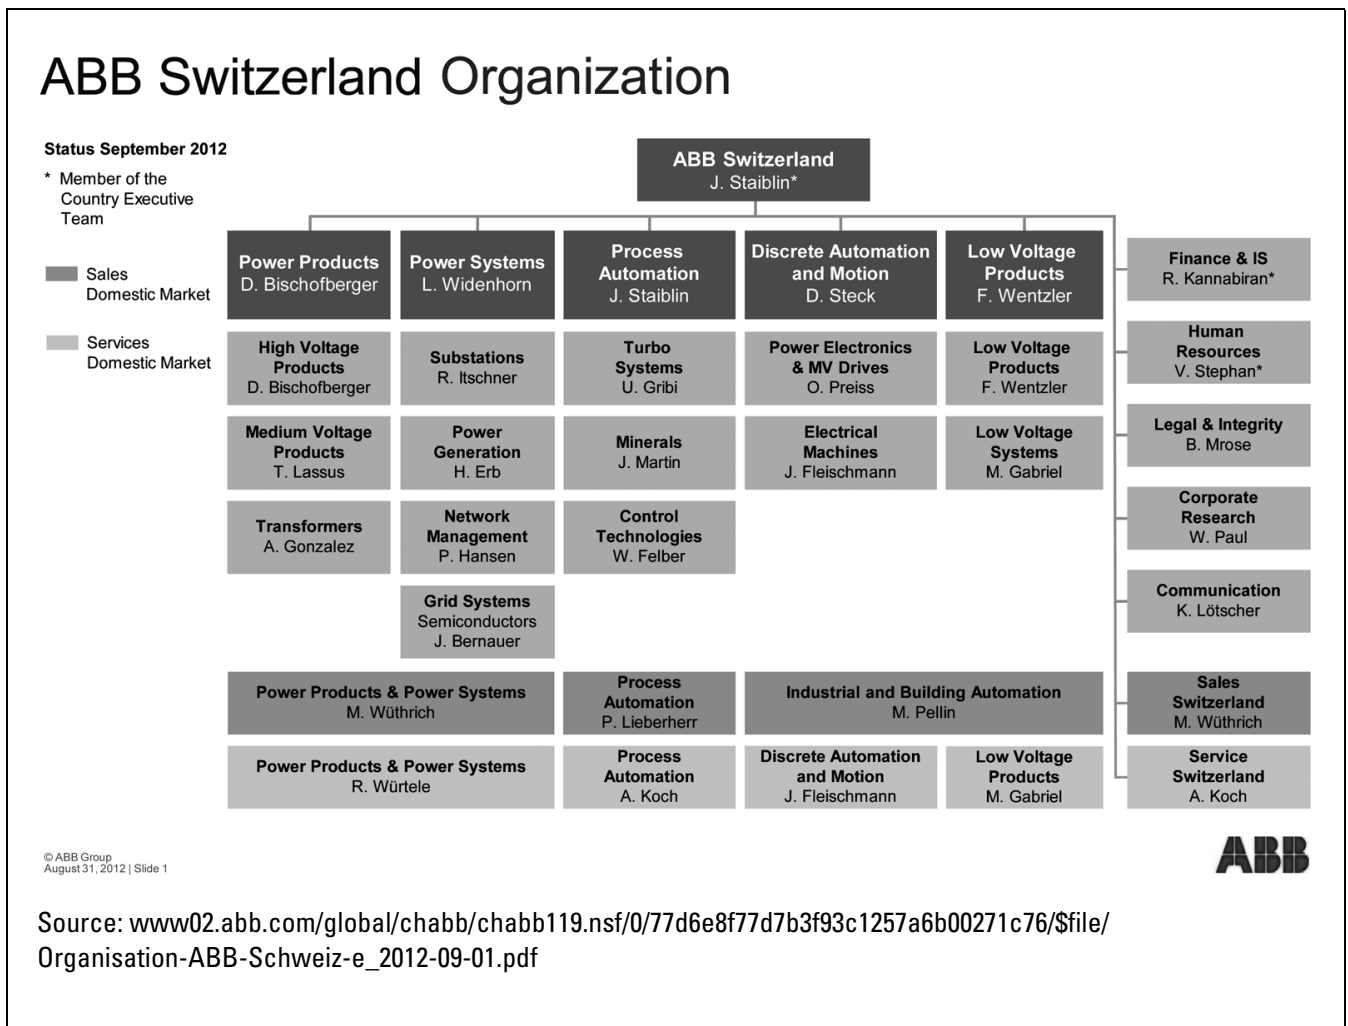 ABB Switzerland Organization
Status September 2012
* Member of the
Country Executive
Team
Sales
Domestic Market
Services
Domestic Market
ABB Switzerland
J. Staiblin*
Power Products
D. Bischofberger
Power Systems
L. Widenhorn
Process
Automation
J. Staiblin
Discrete Automation
and Motion
D. Steck
Low Voltage
Products
F. Wentzler
Finance & IS
R. Kannabiran*
High Voltage
Products
D. Bischofberger
Substations
R. Itschner
Turbo
Systems
U. Gribi
Power Electronics
& MV Drives
O. Preiss
Low Voltage
Products
F. Wentzler
Human
Resources
V. Stephan*
Medium Voltage
Products
T. Lassus
Power
Generation
H. Erb
Minerals
J. Martin
Electrical
Machines
J. Fleischmann
Low Voltage
Systems
M. Gabriel
Legal & Integrity
B. Mrose
Transformers
A. Gonzalez
Network
Management
P. Hansen
Control
Technologies
W. Felber
Corporate
Research
W. Paul
Grid Systems
Semiconductors
J. Bernauer
Communication
K. Lötscher
Power Products & Power Systems
M. Wüthrich
Process
Automation
P. Lieberherr
Industrial and Building Automation
M. Pellin
Sales
Switzerland
M. Wüthrich
Power Products & Power Systems
R. Würtele
Process
Automation
A. Koch
Discrete Automation
and Motion
J. Fleischmann
Low Voltage
Products
M. Gabriel
Service
Switzerland
A. Koch
© ABB Group
August 31, 2012 | Slide 1
ABB
Source: www02.abb.com/global/chabb/chabb119.nsf/0/77d6e8f77d7b3f93c1257a6b00271c76/$file/
Organisation-ABB-Schweiz-e_2012-09-01.pdf